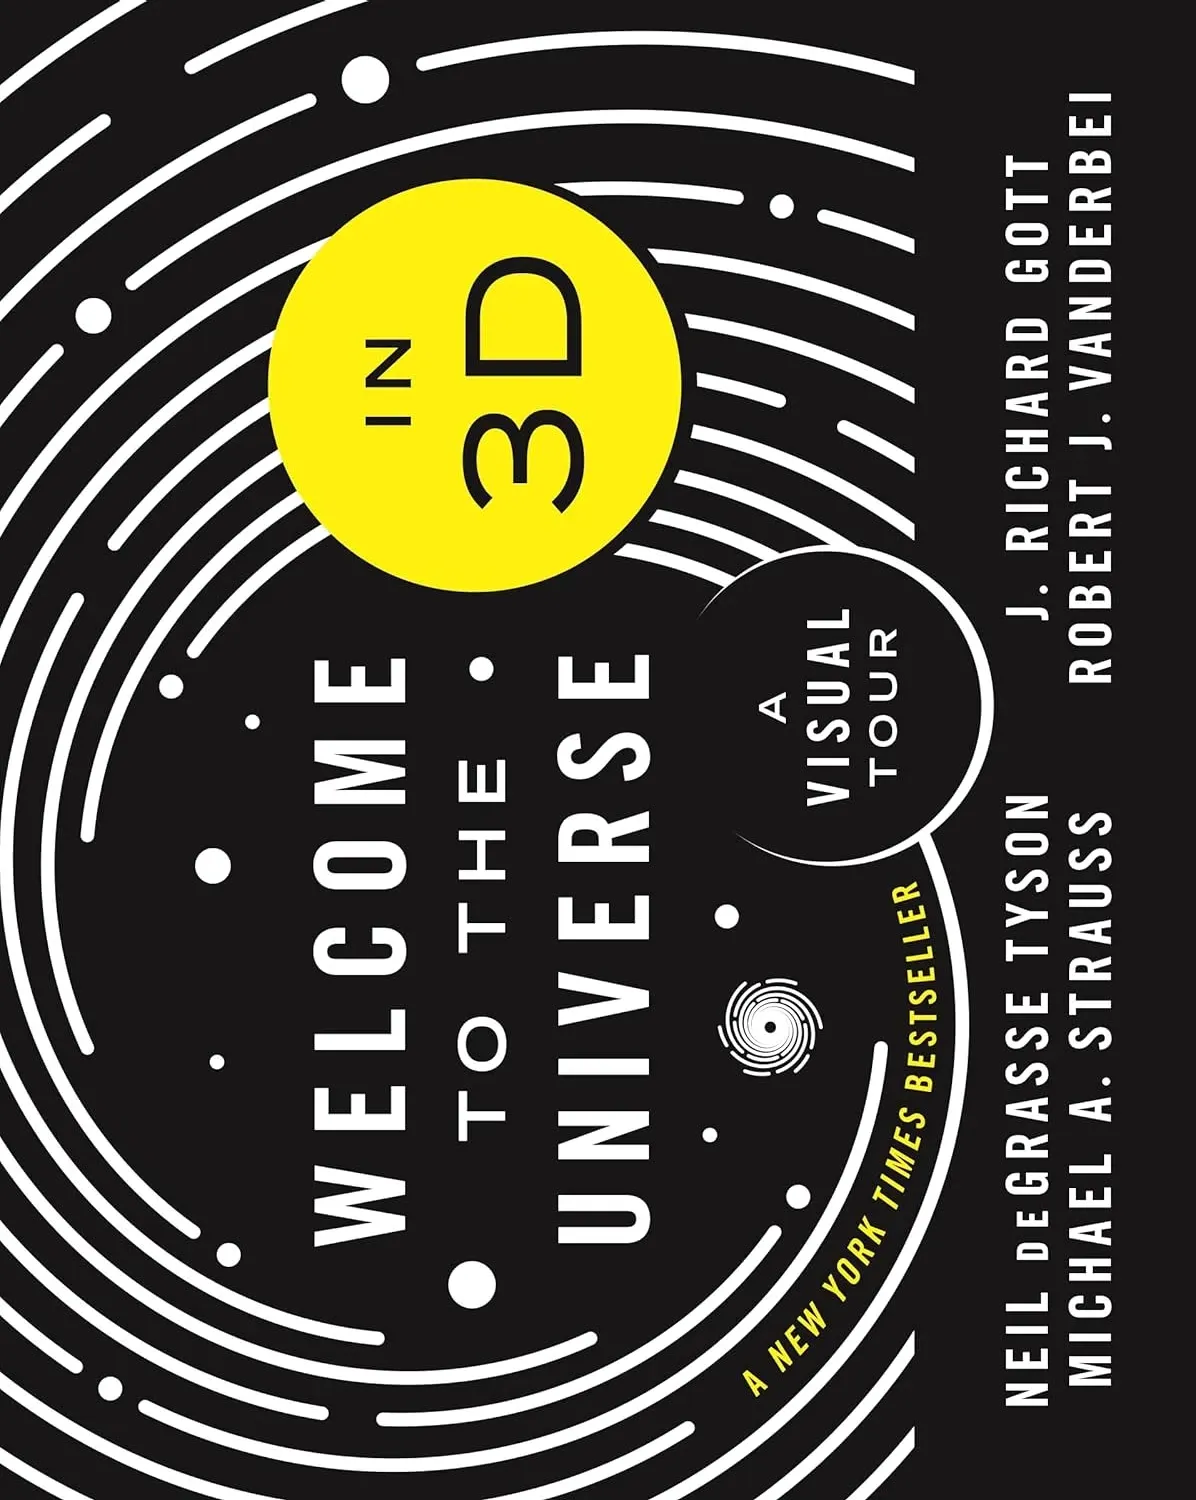 WELCOME
TO THE
UNIVERSE
IN
3D
A
VISUAL
TOUR
A NEW YORK TIMES BESTSELLER
NEIL DEGRASSE TYSON J. RICHARD GOTT
MICHAEL A. STRAUSS ROBERT J. VANDERBEI